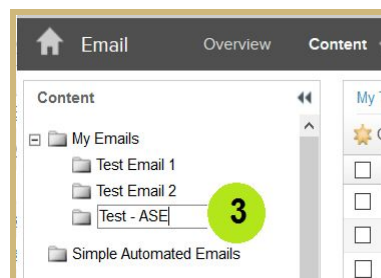 Email Overview Content
Content
My
My Emails
Test Email 1
Test Email 2
Test - ASE
3
Simple Automated Emails